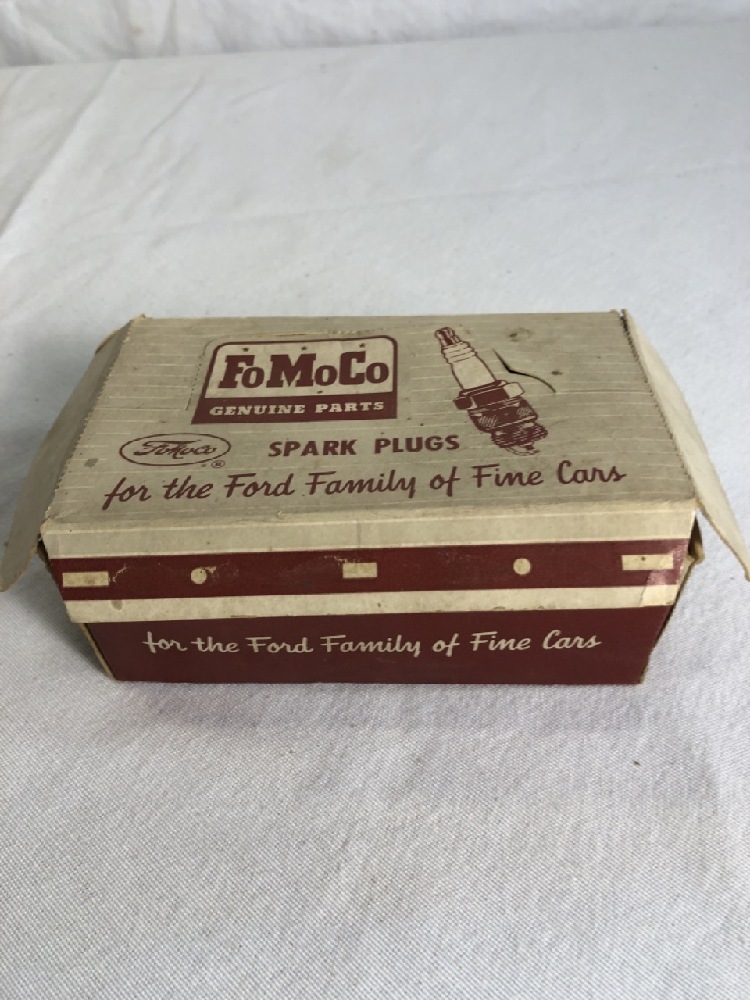 FoMoCo
GENUINE PARTS
FoMoCo ®
SPARK PLUGS
for the Ford Family of Fine Cars
for the Ford Family of Fine Cars